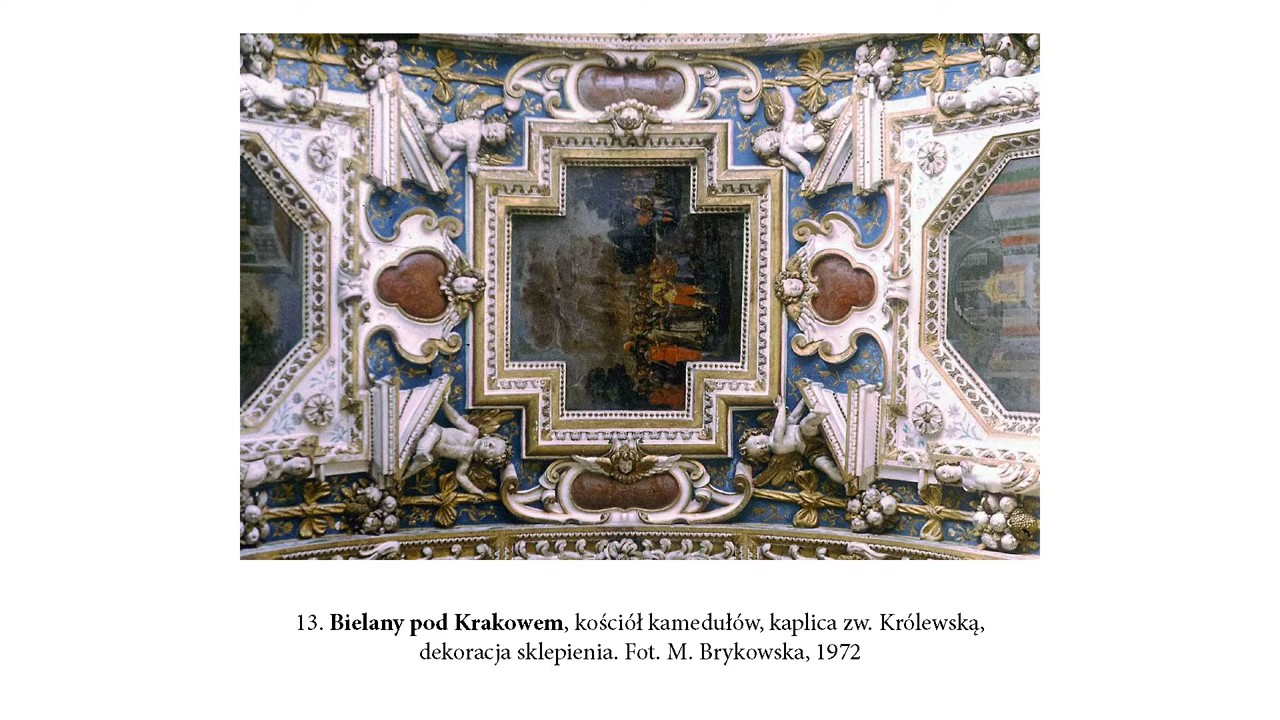 13. Bielany pod Krakowem, kościół kamedułów, kaplica zw. Królewską,
dekoracja sklepienia. Fot. M. Brykowska, 1972